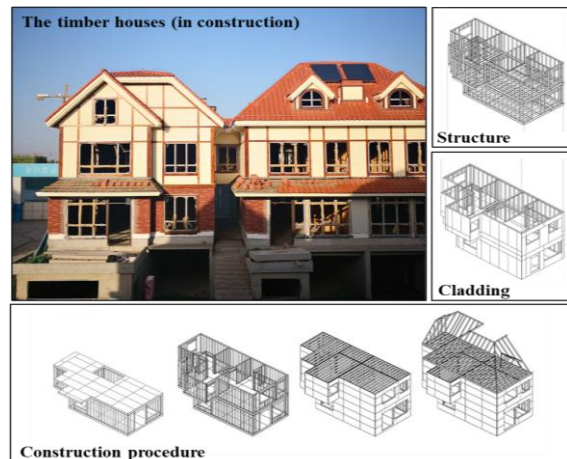 The timber houses (in construction)
Structure
Cladding
Construction procedure